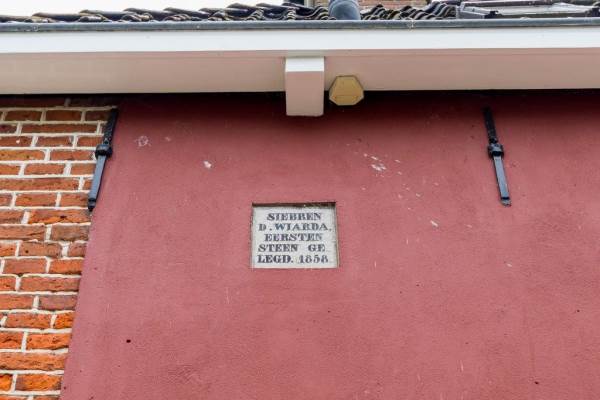 SIEBREN
D. WIARDA.
EERSTEN
STEEN GE
LEGD. 1858